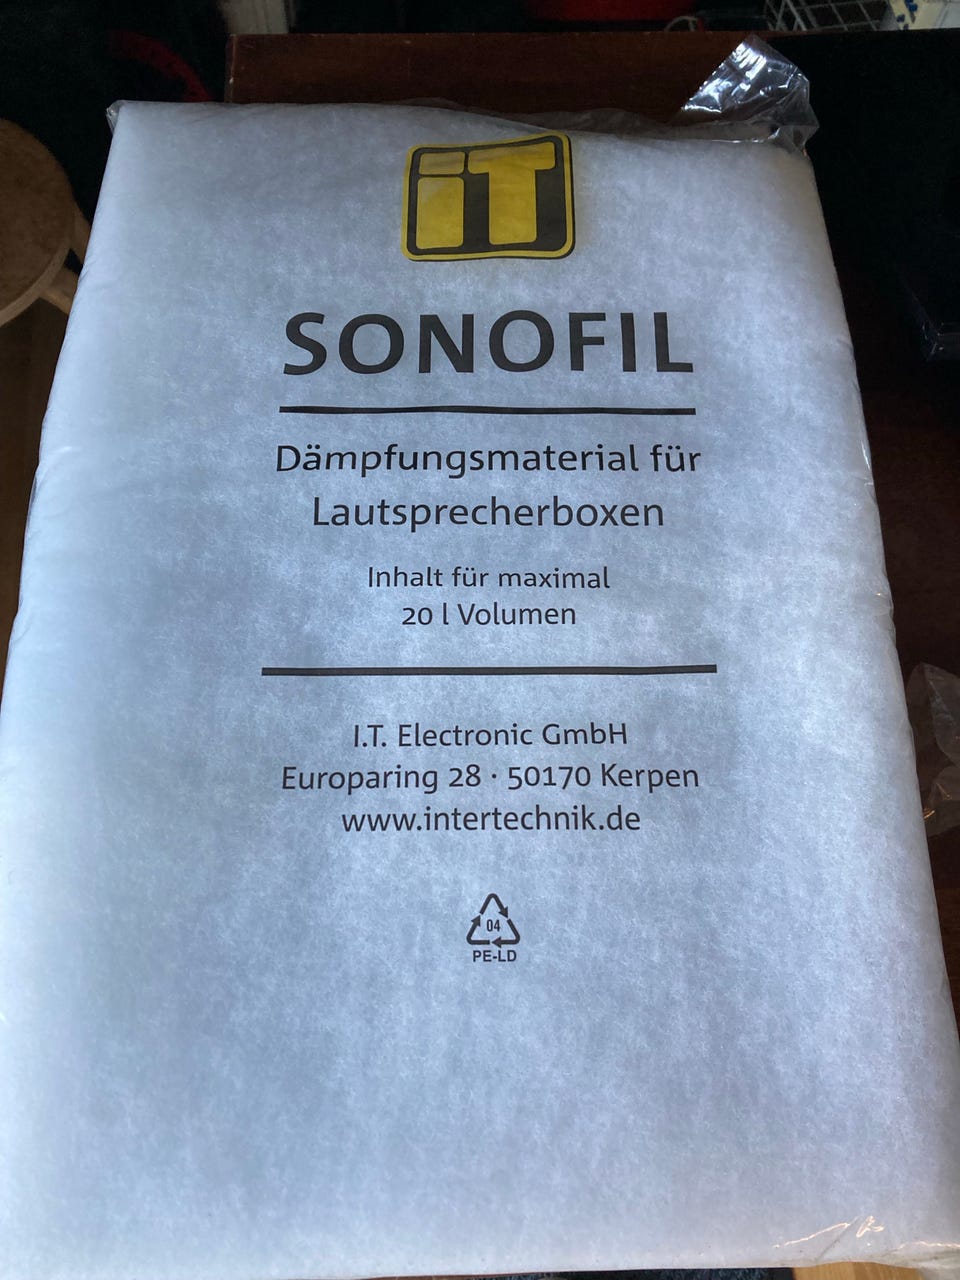 iT
SONOFIL
Dämpfungsmaterial für
Lautsprecherboxen
Inhalt für maximal
20 l Volumen
I.T. Electronic GmbH
Europaring 28 · 50170 Kerpen
www.intertechnik.de
04
PE-LD